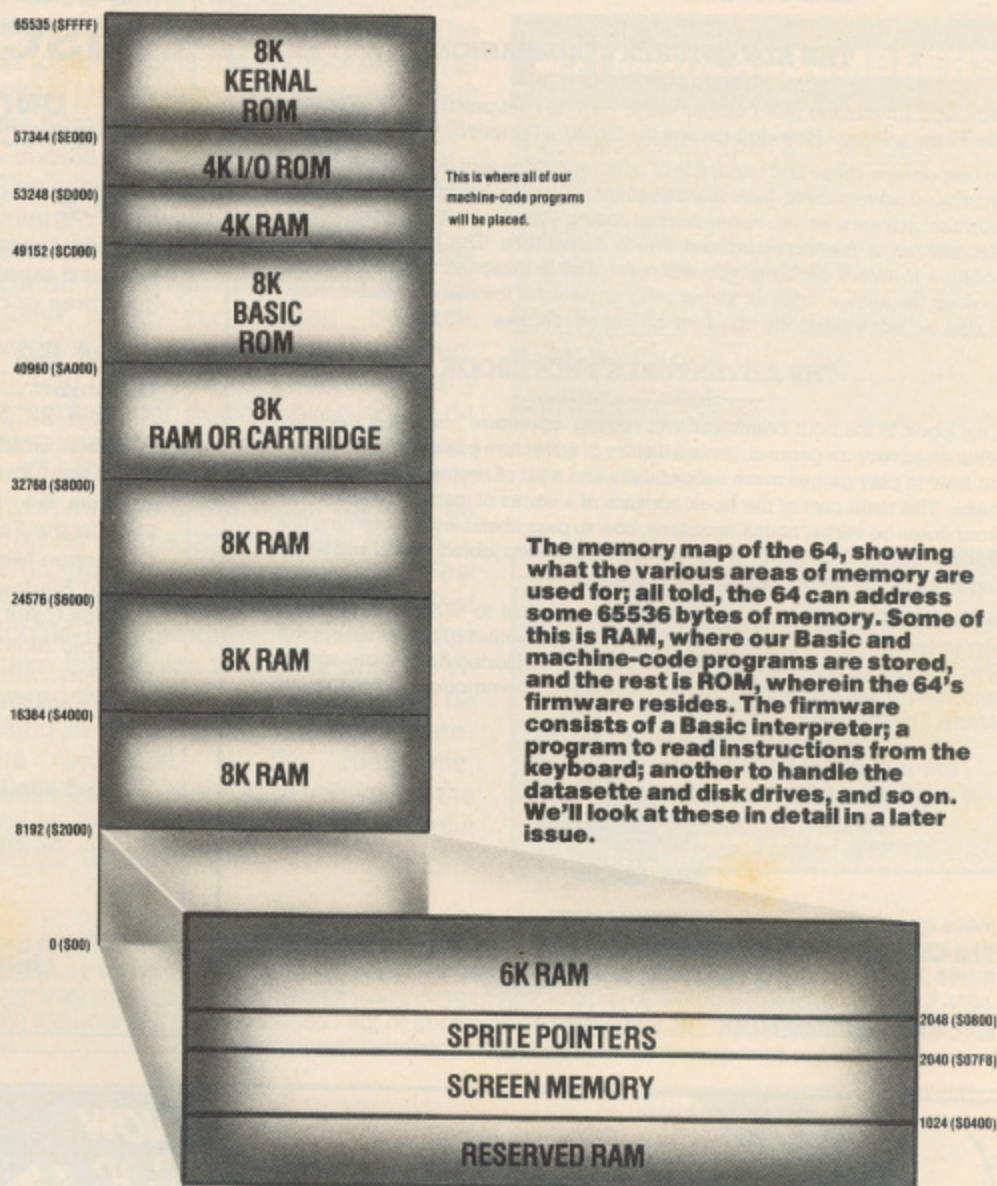 65535 ($FFFF)
8K
KERNAL
ROM
57344 ($E000)
4K I/O ROM
53248 ($D000)
This is where all of our
machine-code programs
will be placed.
4K RAM
49152 ($C000)
8K
BASIC
ROM
40960 ($A000)
8K
RAM OR CARTRIDGE
32768 ($8000)
8K RAM
24576 ($6000)
8K RAM
16384 ($4000)
8K RAM
8192 ($2000)
The memory map of the 64, showing
what the various areas of memory are
used for; all told, the 64 can address
some 65536 bytes of memory. Some of
this is RAM, where our Basic and
machine-code programs are stored,
and the rest is ROM, wherein the 64's
firmware resides. The firmware
consists of a Basic interpreter; a
program to read instructions from the
keyboard; another to handle the
datasette and disk drives, and so on.
We'll look at these in detail in a later
issue.
0 ($00)
6K RAM
2048 ($0800)
SPRITE POINTERS
2040 ($07F8)
SCREEN MEMORY
1024 ($0400)
RESERVED RAM